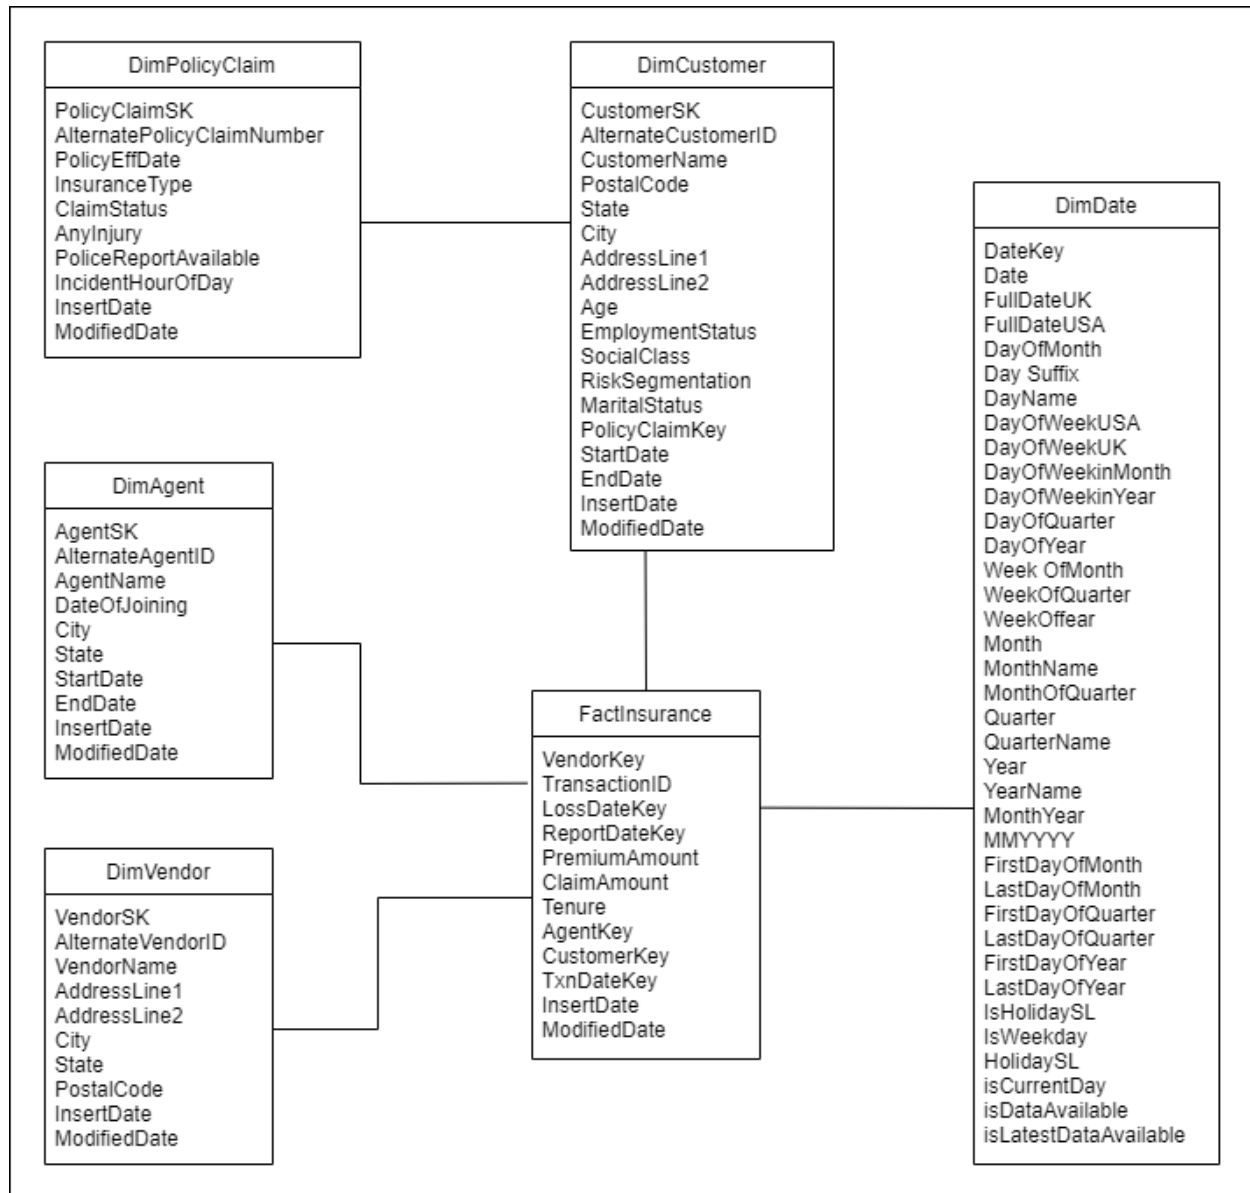 DimPolicyClaim
PolicyClaimSK
AlternatePolicyClaimNumber
PolicyEffDate
InsuranceType
ClaimStatus
AnyInjury
PoliceReportAvailable
IncidentHourOfDay
InsertDate
ModifiedDate
DimCustomer
CustomerSK
AlternateCustomerID
CustomerName
PostalCode
State
City
AddressLine1
AddressLine2
Age
EmploymentStatus
SocialClass
RiskSegmentation
MaritalStatus
PolicyClaimKey
StartDate
EndDate
InsertDate
ModifiedDate
DimDate
DateKey
Date
FullDateUK
FullDateUSA
DayOfMonth
Day Suffix
DayName
DayOfWeekUSA
DayOfWeekUK
DayOfWeekinMonth
DayOfWeekinYear
DayOfQuarter
DayOfYear
Week OfMonth
WeekOfQuarter
WeekOffear
Month
MonthName
MonthOfQuarter
Quarter
QuarterName
Year
YearName
MonthYear
MMYYYY
FirstDayOfMonth
LastDayOfMonth
FirstDayOfQuarter
LastDayOfQuarter
FirstDayOfYear
LastDayOfYear
IsHolidaySL
IsWeekday
HolidaySL
isCurrentDay
isDataAvailable
isLatestDataAvailable
DimAgent
AgentSK
AlternateAgentID
AgentName
DateOfJoining
City
State
StartDate
EndDate
InsertDate
ModifiedDate
FactInsurance
VendorKey
TransactionID
LossDateKey
ReportDateKey
PremiumAmount
ClaimAmount
Tenure
AgentKey
CustomerKey
TxnDateKey
InsertDate
ModifiedDate
DimVendor
VendorSK
AlternateVendorID
VendorName
AddressLine1
AddressLine2
City
State
PostalCode
InsertDate
ModifiedDate